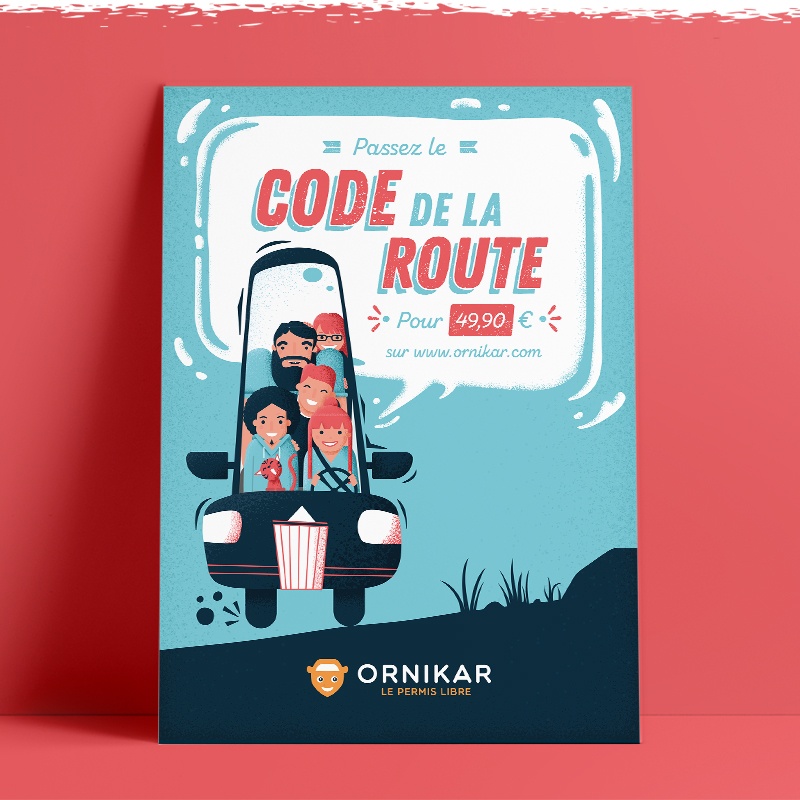 Passez le
CODE DE LA
ROUTE
Pour 49,90 €
sur www.ornikar.com
ORNIKAR
LE PERMIS LIBRE